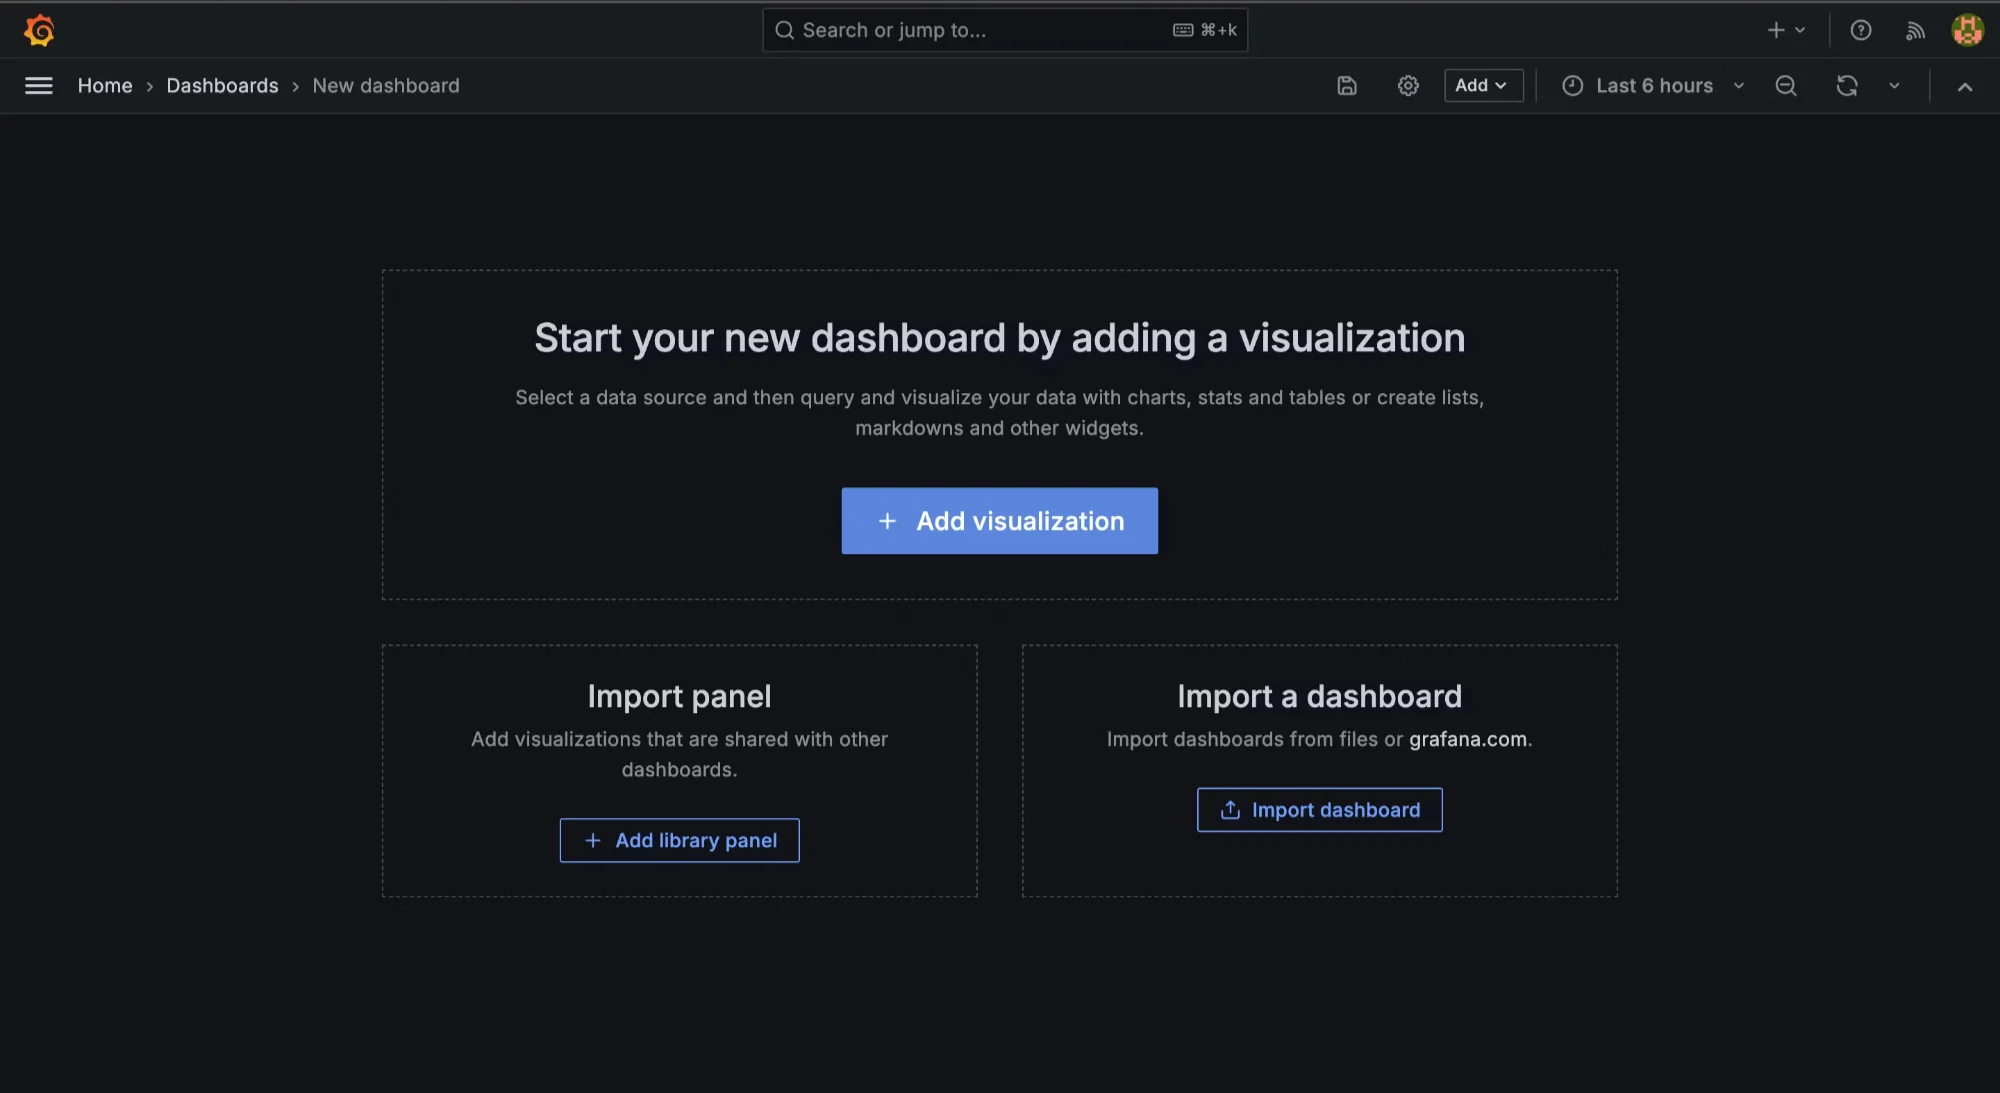 Search or jump to...
⌘+k
Home › Dashboards › New dashboard
Add
Last 6 hours
Start your new dashboard by adding a visualization
Select a data source and then query and visualize your data with charts, stats and tables or create lists,
markdowns and other widgets.
+ Add visualization
Import panel
Add visualizations that are shared with other
dashboards.
+ Add library panel
Import a dashboard
Import dashboards from files or grafana.com.
Import dashboard